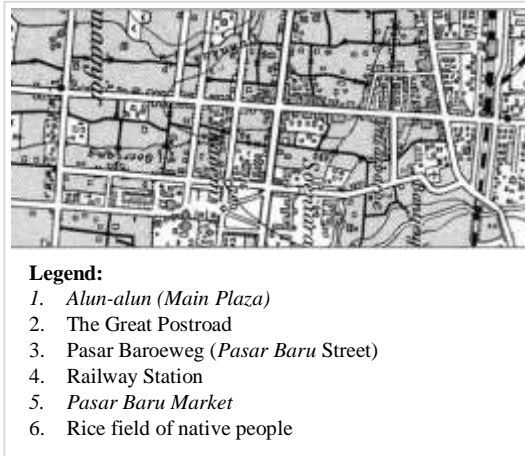 Legend:
1. Alun-alun (Main Plaza)
2. The Great Postroad
3. Pasar Baroeweg (Pasar Baru Street)
4. Railway Station
5. Pasar Baru Market
6. Rice field of native people